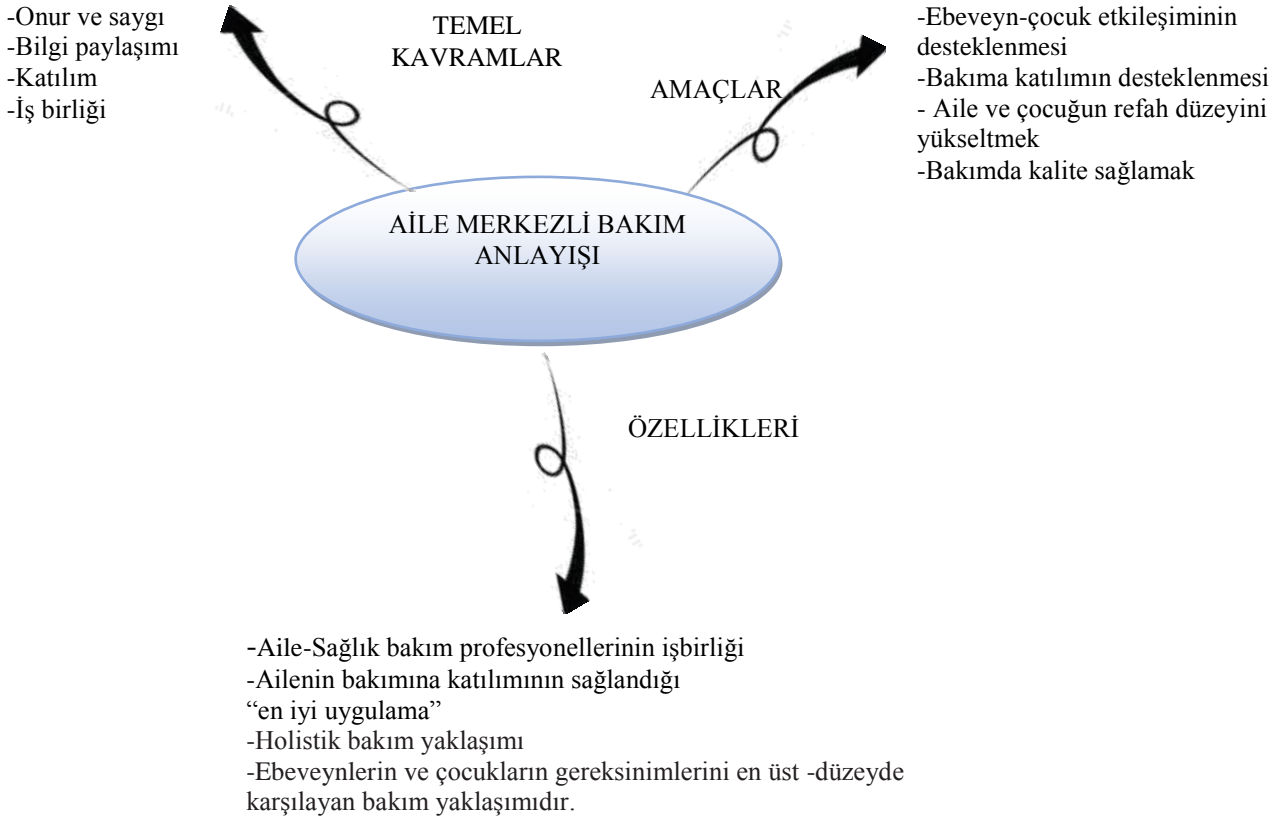 -Onur ve saygı
-Bilgi paylaşımı
-Katılım
-İş birliği
TEMEL
KAVRAMLAR
AMAÇLAR
-Ebeveyn-çocuk etkileşiminin
desteklenmesi
-Bakıma katılımın desteklenmesi
- Aile ve çocuğun refah düzeyini
yükseltmek
-Bakımda kalite sağlamak
AİLE MERKEZLİ BAKIM
ANLAYIŞI
ÖZELLİKLERİ
-Aile-Sağlık bakım profesyonellerinin işbirliği
-Ailenin bakımına katılımının sağlandığı
“en iyi uygulama”
-Holistik bakım yaklaşımı
-Ebeveynlerin ve çocukların gereksinimlerini en üst -düzeyde
karşılayan bakım yaklaşımıdır.